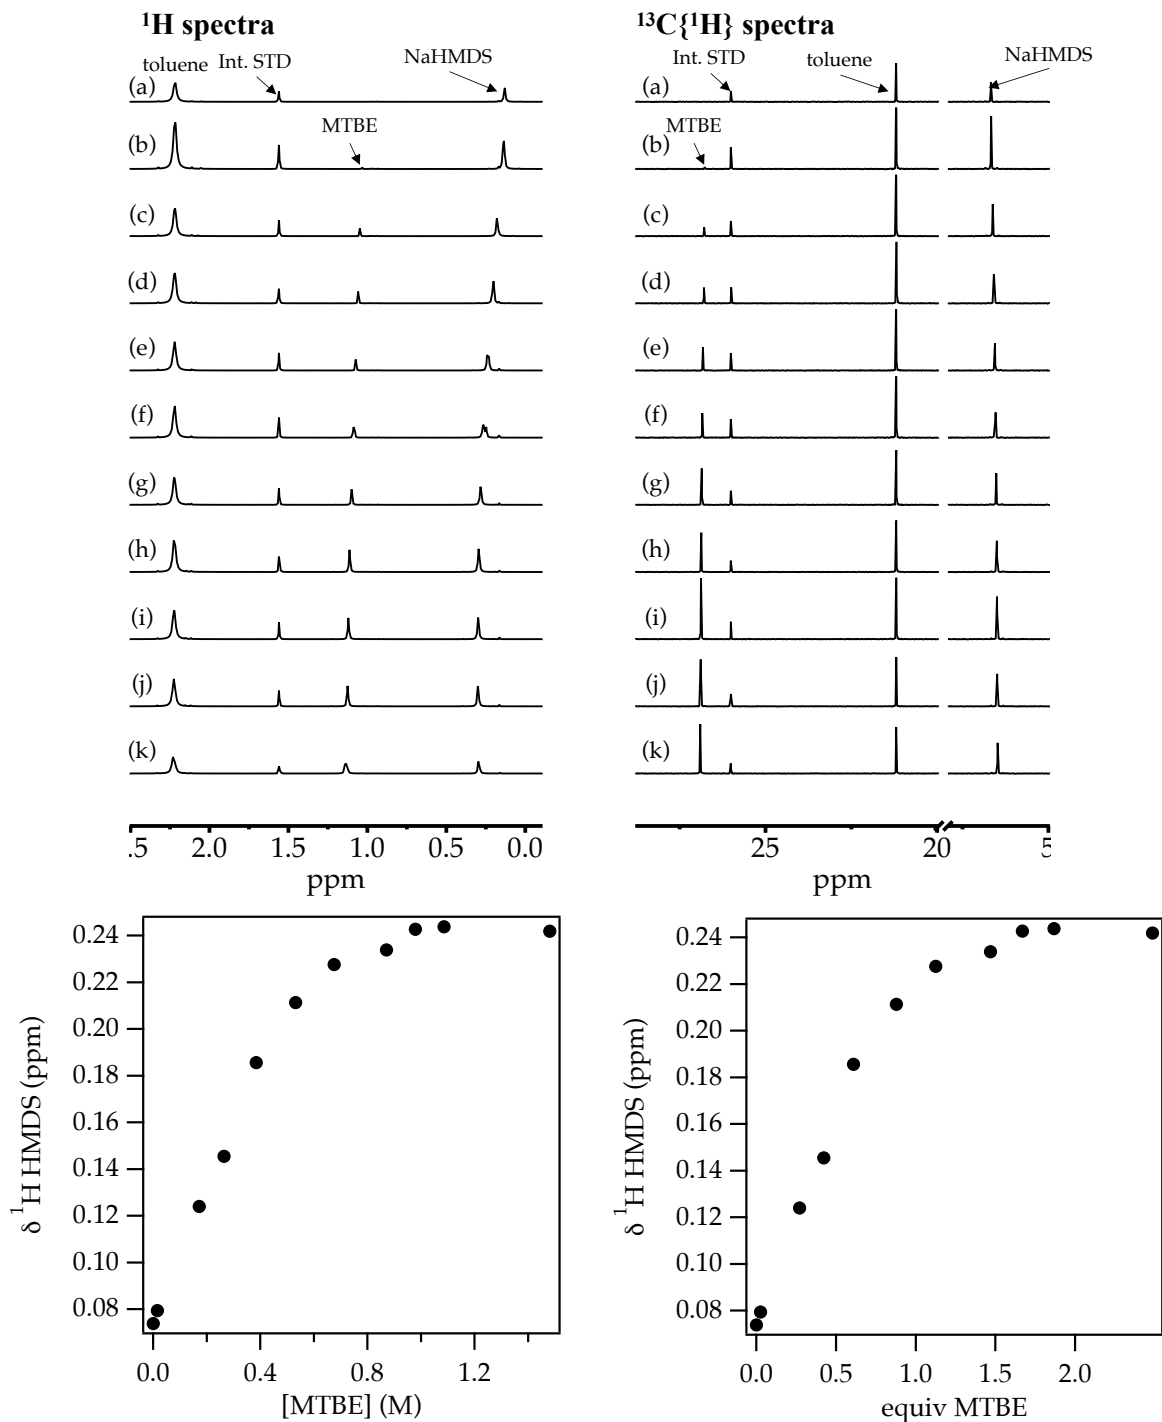 ¹H spectra
toluene
Int. STD
NaHMDS
(a)
MTBE
(b)
(c)
(d)
(e)
(f)
(g)
(h)
(i)
(j)
(k)
.5 2.0 1.5 1.0 0.5 0.0
ppm
¹³C{¹H} spectra
Int. STD
toluene
NaHMDS
(a)
MTBE
(b)
(c)
(d)
(e)
(f)
(g)
(h)
(i)
(j)
(k)
25 20 5
ppm
0.24
0.22
0.20
0.18
0.16
0.14
0.12
0.10
0.08
δ ¹H HMDS (ppm)
0.0 0.4 0.8 1.2
[MTBE] (M)
0.24
0.22
0.20
0.18
0.16
0.14
0.12
0.10
0.08
δ ¹H HMDS (ppm)
0.0 0.5 1.0 1.5 2.0
equiv MTBE